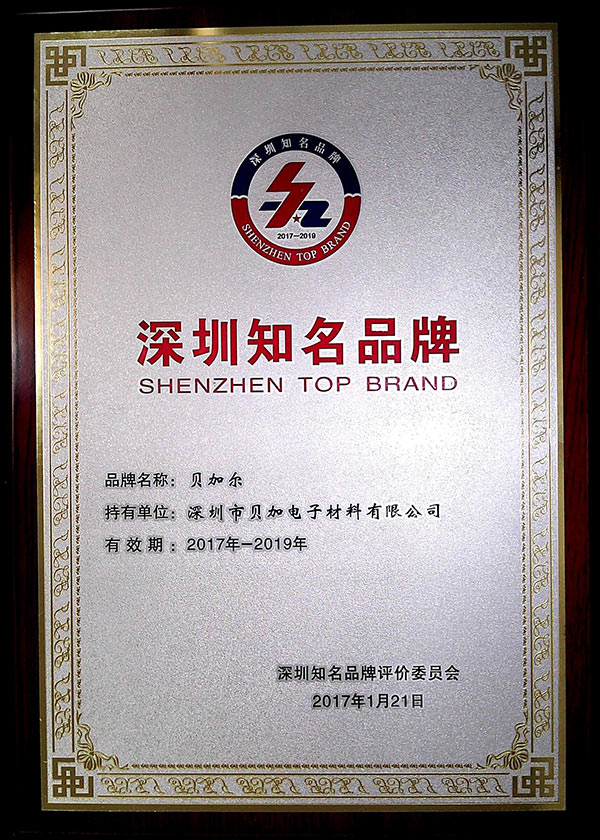 深圳知名品牌
2017—2019
SHENZHEN TOP BRAND
深圳知名品牌
SHENZHEN TOP BRAND
品牌名称：贝加尔
持有单位：深圳市贝加电子材料有限公司
有效期：2017年－2019年
深圳知名品牌评价委员会
2017年1月21日